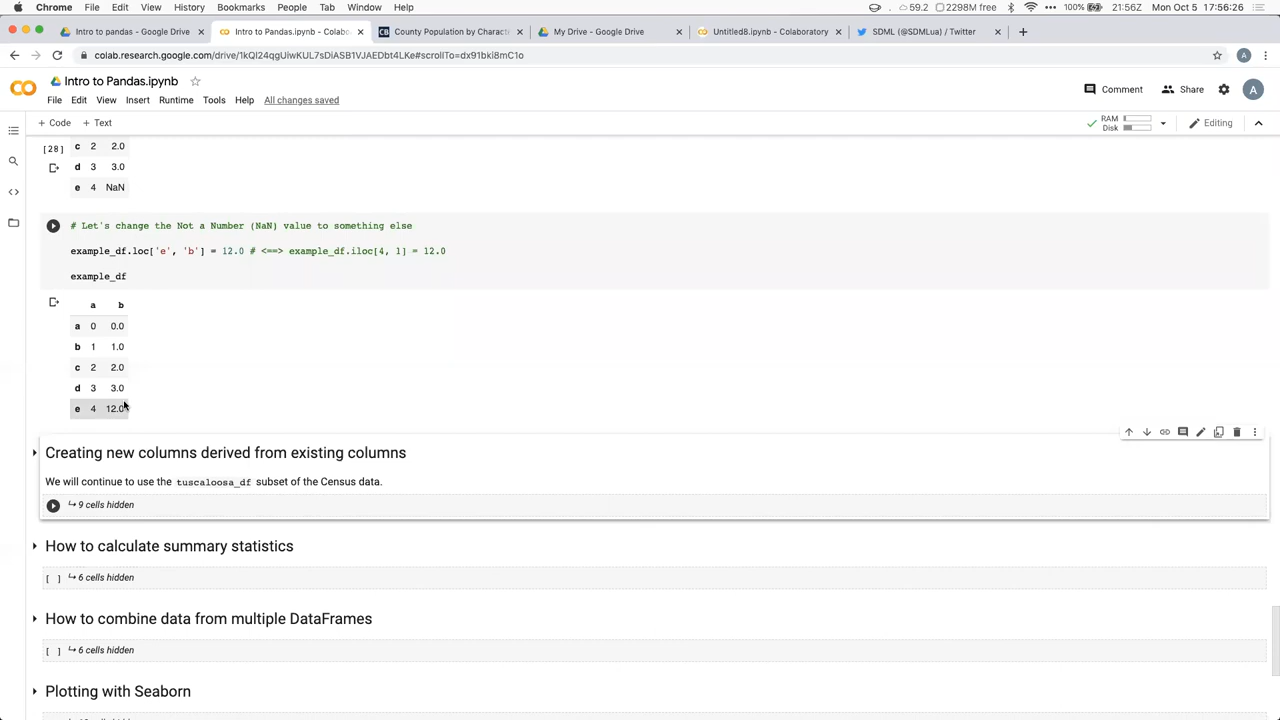 Chrome File Edit View History Bookmarks People Tab Window Help 59.2 2298M free 100% 21:56Z Mon Oct 5 17:56:26
Intro to pandas - Google Drive Intro to Pandas.ipynb - Colabo County Population by Charact My Drive - Google Drive Untitled8.ipynb - Colaboratory SDML (@SDMLua) / Twitter
colab.research.google.com/drive/1kQl24qgUiwKUL7sDiASB1VJAEDbt4LKe#scrollTo=dx91bkl8mC1o A
Intro to Pandas.ipynb
File Edit View Insert Runtime Tools Help All changes saved
Comment Share A
+ Code + Text RAM Disk Editing
[28] c 2 2.0
d 3 3.0
e 4 NaN
# Let's change the Not a Number (NaN) value to something else
example_df.loc['e', 'b'] = 12.0 # <==> example_df.iloc[4, 1] = 12.0
example_df
a b
a 0 0.0
b 1 1.0
c 2 2.0
d 3 3.0
e 4 12.0
Creating new columns derived from existing columns
We will continue to use the tuscaloosa_df subset of the Census data.
9 cells hidden
How to calculate summary statistics
[ ] 6 cells hidden
How to combine data from multiple DataFrames
[ ] 6 cells hidden
Plotting with Seaborn